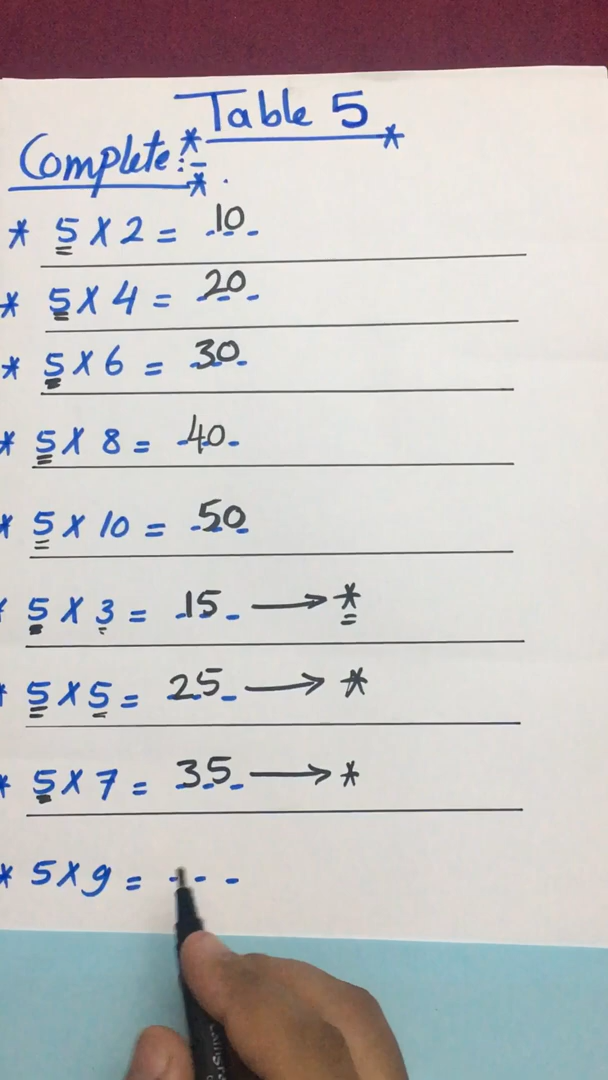 Table 5
Complete:-
* 5 X 2 = 10
* 5 X 4 = 20
* 5 X 6 = 30
* 5 X 8 = 40
* 5 X 10 = 50
* 5 X 3 = 15 → *
* 5 X 5 = 25 → *
* 5 X 7 = 35 → *
* 5 X 9 = ---